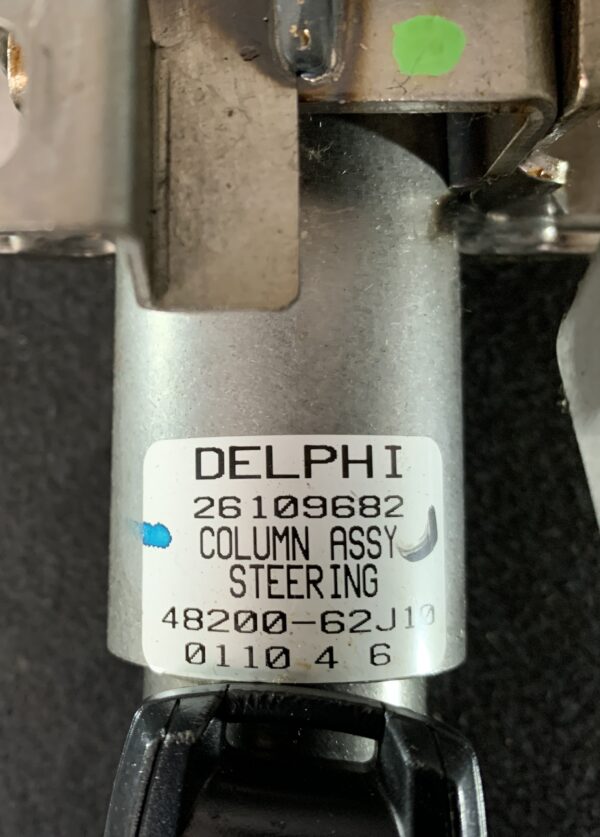 DELPHI
26109682
COLUMN ASSY
STEERING
48200-62J10
0110 4 6